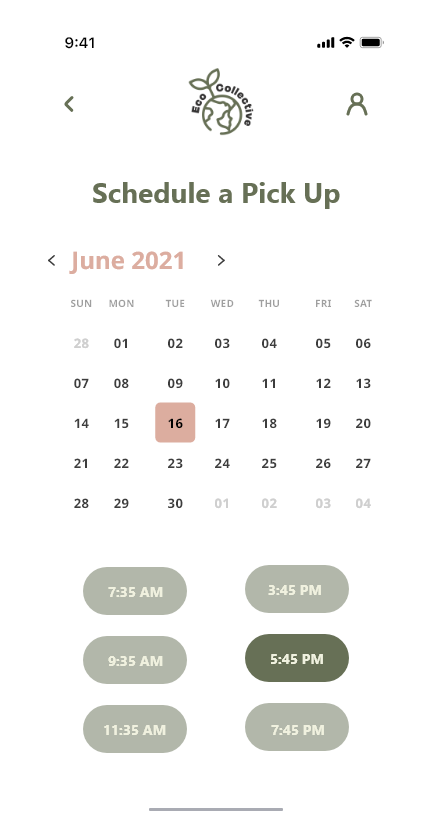 9:41
Eco Collective
Schedule a Pick Up
June 2021
SUN MON TUE WED THU FRI SAT
28 01 02 03 04 05 06
07 08 09 10 11 12 13
14 15 16 17 18 19 20
21 22 23 24 25 26 27
28 29 30 01 02 03 04
7:35 AM 3:45 PM
9:35 AM 5:45 PM
11:35 AM 7:45 PM